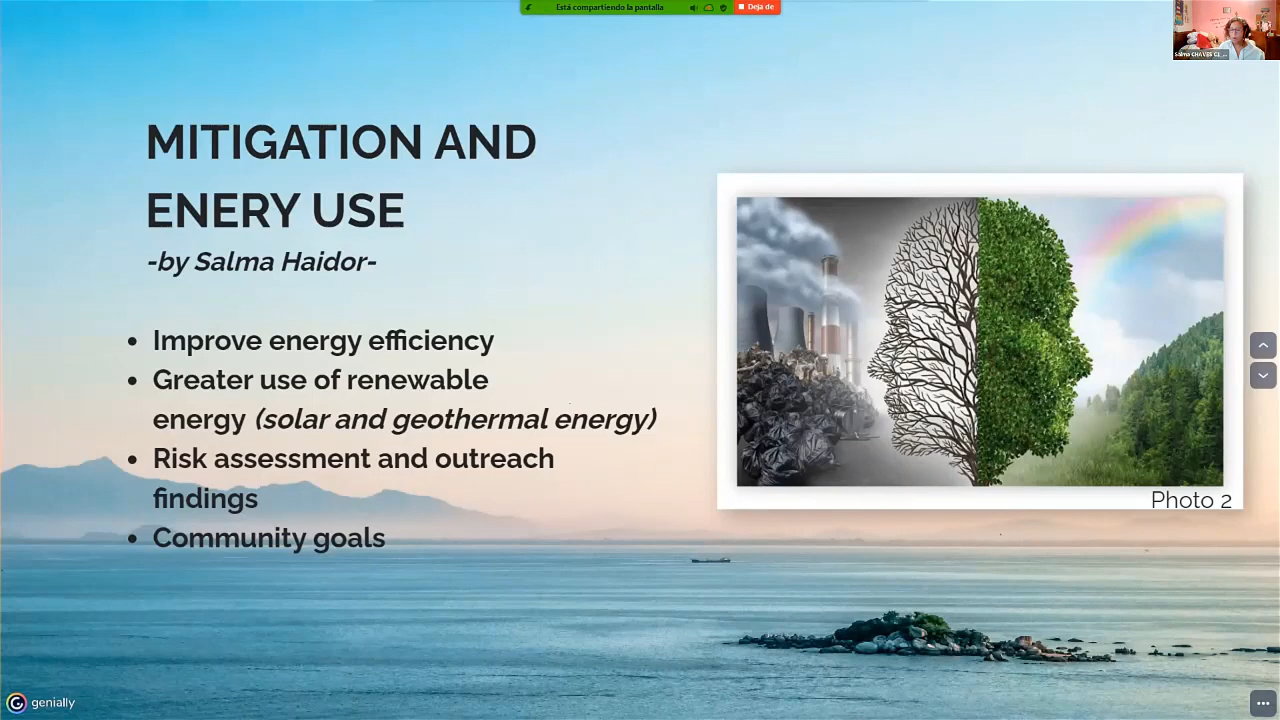 Está compartiendo la pantalla
Deja de
MITIGATION AND
ENERY USE
-by Salma Haidor-
• Improve energy efficiency
• Greater use of renewable
energy (solar and geothermal energy)
• Risk assessment and outreach
findings
• Community goals
Photo 2
genially